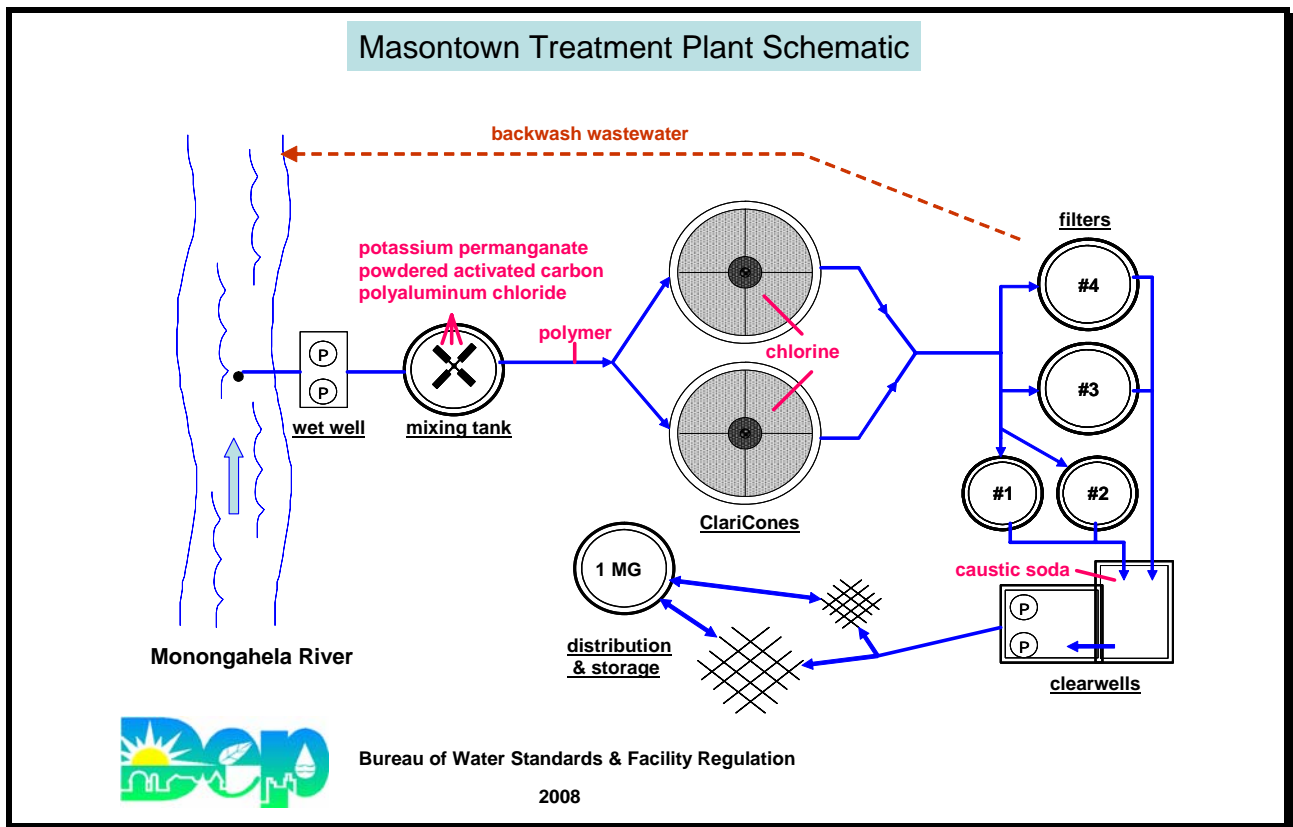 Masontown Treatment Plant Schematic
backwash wastewater
filters
potassium permanganate
powdered activated carbon
polyaluminum chloride
#4
polymer
chlorine
P
P
#3
wet well
mixing tank
#1
#2
ClariCones
1 MG
caustic soda
P
P
distribution
& storage
Monongahela River
clearwells
Dep
Bureau of Water Standards & Facility Regulation
2008